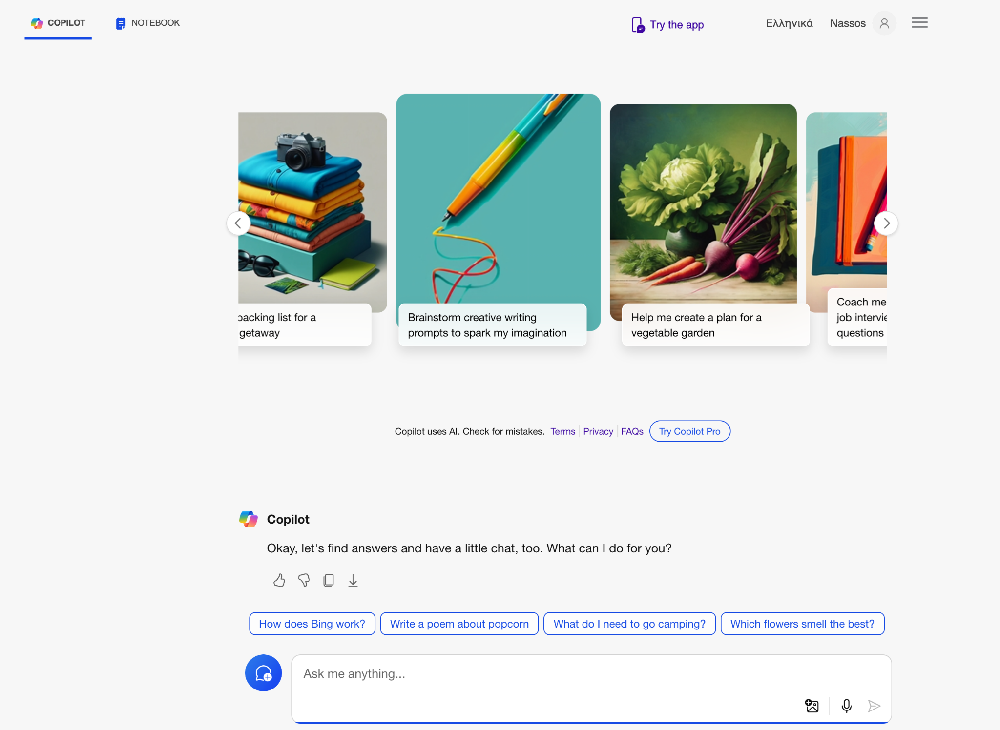 COPILOT
NOTEBOOK
Try the app
Ελληνικά
Nassos
packing list for a
getaway
Brainstorm creative writing
prompts to spark my imagination
Help me create a plan for a
vegetable garden
Coach me
job
questions
Copilot uses AI. Check for mistakes. Terms Privacy FAQs Try Copilot Pro
Copilot
Okay, let's find answers and have a little chat, too. What can I do for you?
How does Bing work?
Write a poem about popcorn
What do I need to go camping?
Which flowers smell the best?
Ask me anything...